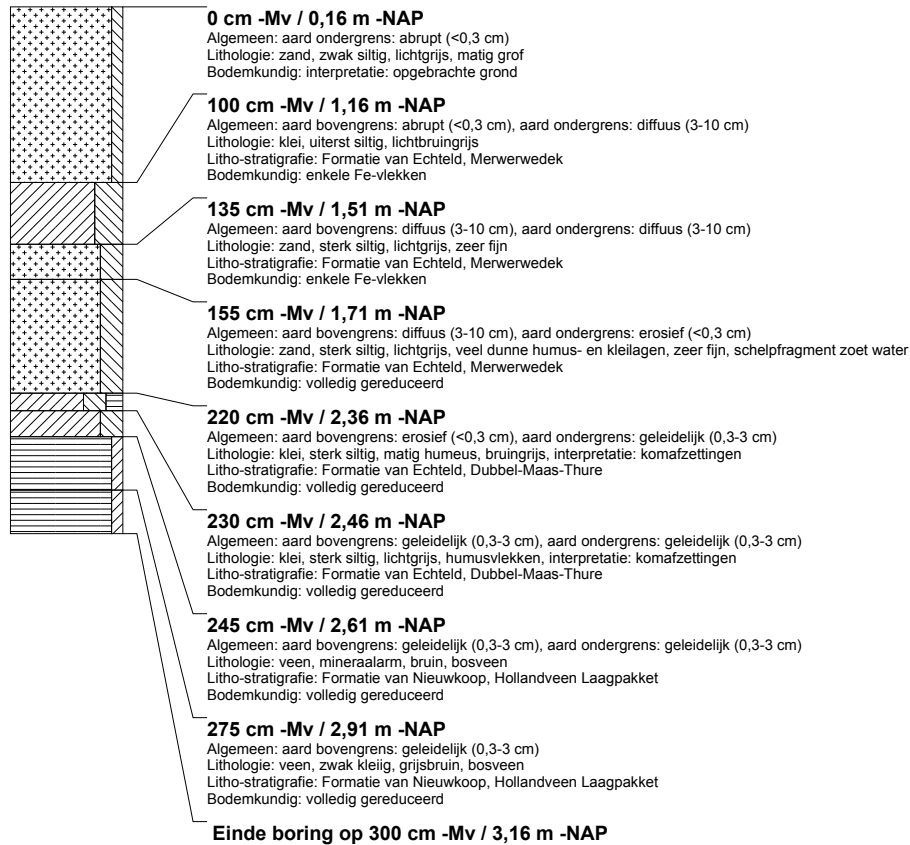 0 cm -Mv / 0,16 m -NAP
Algemeen: aard ondergrens: abrupt (<0,3 cm)
Lithologie: zand, zwak siltig, lichtgrijs, matig grof
Bodemkundig: interpretatie: opgebrachte grond
100 cm -Mv / 1,16 m -NAP
Algemeen: aard bovengrens: abrupt (<0,3 cm), aard ondergrens: diffuus (3-10 cm)
Lithologie: klei, uiterst siltig, lichtbruingrijs
Litho-stratigrafie: Formatie van Echteld, Merwerwedek
Bodemkundig: enkele Fe-vlekken
135 cm -Mv / 1,51 m -NAP
Algemeen: aard bovengrens: diffuus (3-10 cm), aard ondergrens: diffuus (3-10 cm)
Lithologie: zand, sterk siltig, lichtgrijs, zeer fijn
Litho-stratigrafie: Formatie van Echteld, Merwerwedek
Bodemkundig: enkele Fe-vlekken
155 cm -Mv / 1,71 m -NAP
Algemeen: aard bovengrens: diffuus (3-10 cm), aard ondergrens: erosief (<0,3 cm)
Lithologie: zand, sterk siltig, lichtgrijs, veel dunne humus- en kleilagen, zeer fijn, schelpfragment zoet water
Litho-stratigrafie: Formatie van Echteld, Merwerwedek
Bodemkundig: volledig gereduceerd
220 cm -Mv / 2,36 m -NAP
Algemeen: aard bovengrens: erosief (<0,3 cm), aard ondergrens: geleidelijk (0,3-3 cm)
Lithologie: klei, sterk siltig, matig humeus, bruingrijs, interpretatie: komafzettingen
Litho-stratigrafie: Formatie van Echteld, Dubbel-Maas-Thure
Bodemkundig: volledig gereduceerd
230 cm -Mv / 2,46 m -NAP
Algemeen: aard bovengrens: geleidelijk (0,3-3 cm), aard ondergrens: geleidelijk (0,3-3 cm)
Lithologie: klei, sterk siltig, lichtgrijs, humusvlekken, interpretatie: komafzettingen
Litho-stratigrafie: Formatie van Echteld, Dubbel-Maas-Thure
Bodemkundig: volledig gereduceerd
245 cm -Mv / 2,61 m -NAP
Algemeen: aard bovengrens: geleidelijk (0,3-3 cm), aard ondergrens: geleidelijk (0,3-3 cm)
Lithologie: veen, mineraalarm, bruin, bosveen
Litho-stratigrafie: Formatie van Nieuwkoop, Hollandveen Laagpakket
Bodemkundig: volledig gereduceerd
275 cm -Mv / 2,91 m -NAP
Algemeen: aard bovengrens: geleidelijk (0,3-3 cm)
Lithologie: veen, zwak kleiig, grijsbruin, bosveen
Litho-stratigrafie: Formatie van Nieuwkoop, Hollandveen Laagpakket
Bodemkundig: volledig gereduceerd
Einde boring op 300 cm -Mv / 3,16 m -NAP